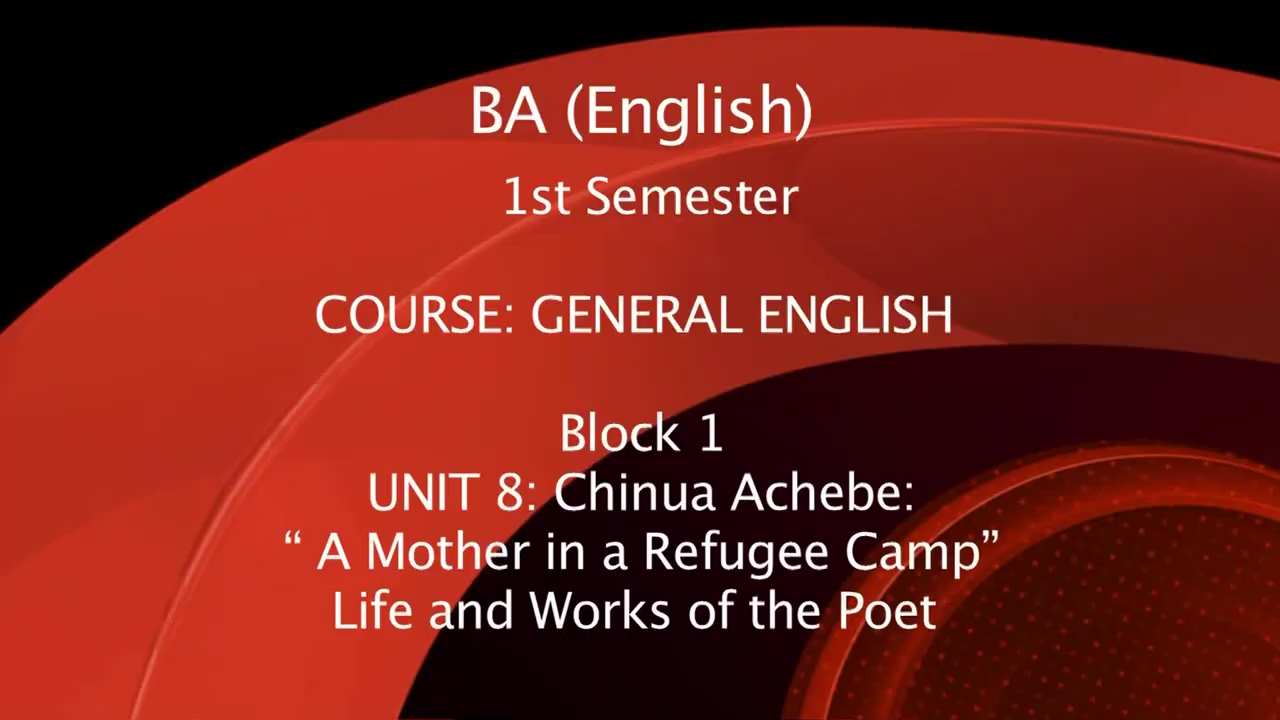 BA (English)
1st Semester
COURSE: GENERAL ENGLISH
Block 1
UNIT 8: Chinua Achebe:
“ A Mother in a Refugee Camp”
Life and Works of the Poet